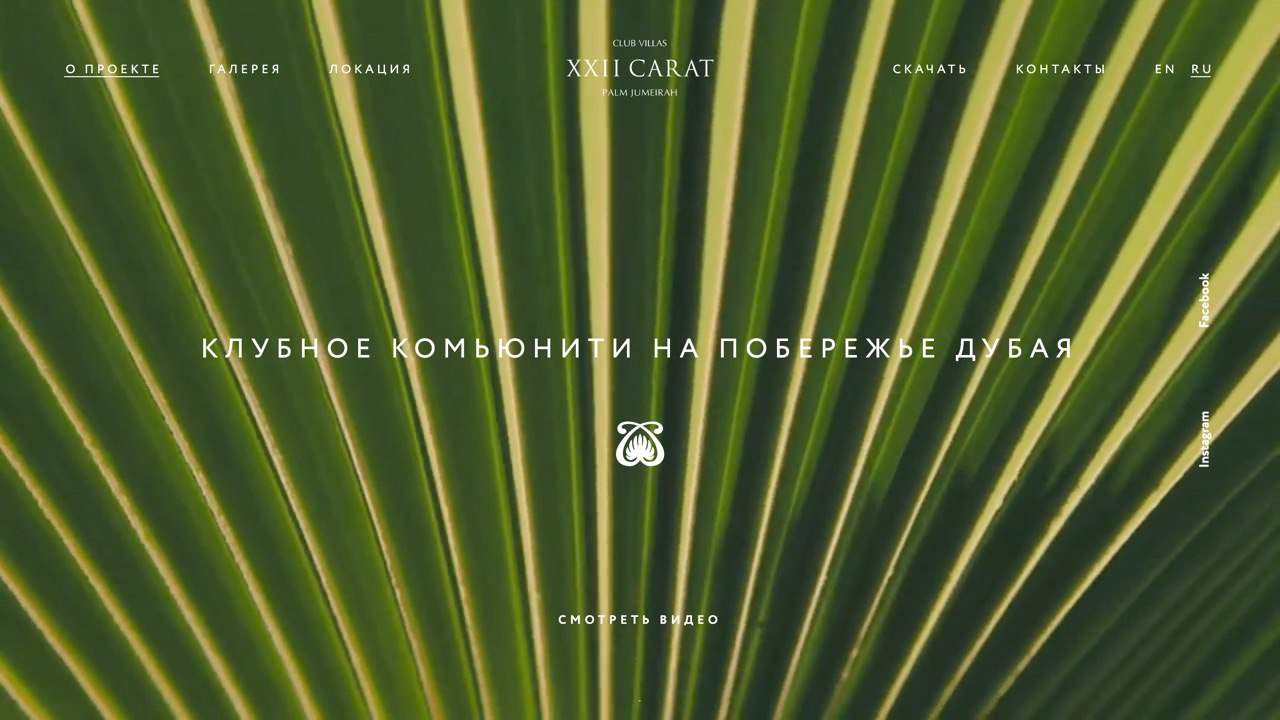 О ПРОЕКТЕ ГАЛЕРЕЯ ЛОКАЦИЯ
CLUB VILLAS
XXII CARAT
PALM JUMEIRAH
СКАЧАТЬ КОНТАКТЫ EN RU
Facebook
КЛУБНОЕ КОМЬЮНИТИ НА ПОБЕРЕЖЬЕ ДУБАЯ
Instagram
СМОТРЕТЬ ВИДЕО